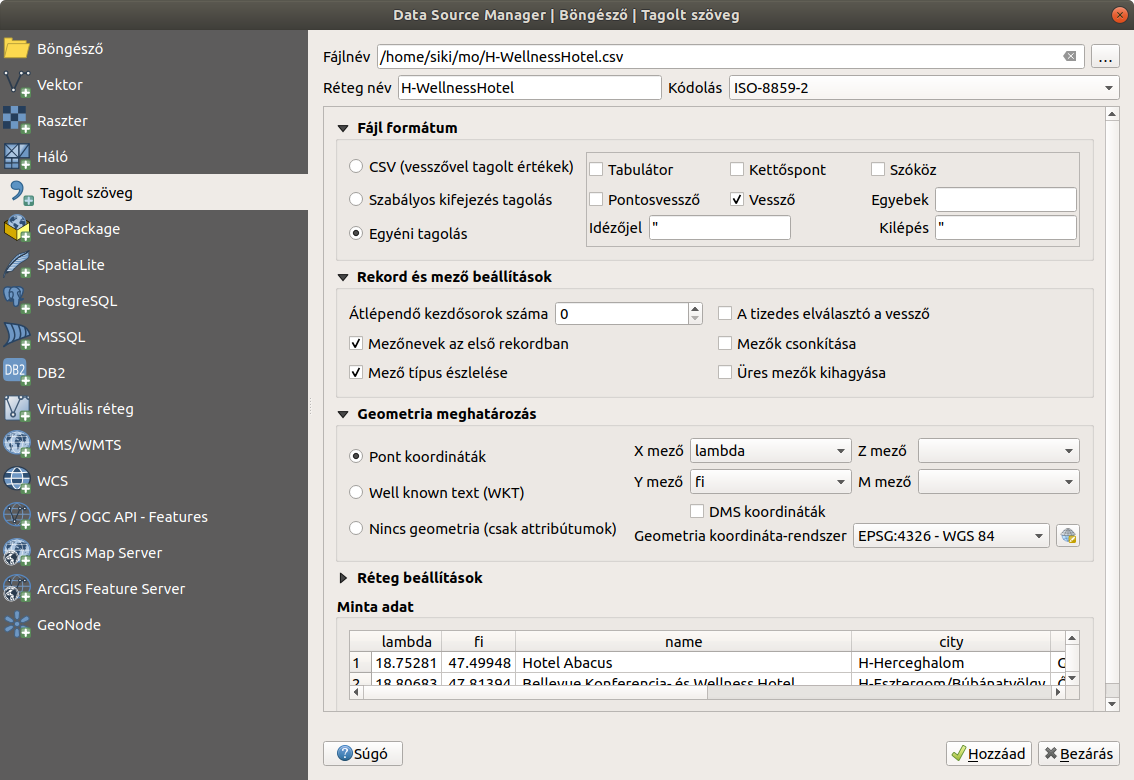 Data Source Manager | Böngésző | Tagolt szöveg
Böngésző
Vektor
Raszter
Háló
Tagolt szöveg
GeoPackage
SpatiaLite
PostgreSQL
MSSQL
DB2
DB2
Virtuális réteg
WMS/WMTS
WCS
WFS / OGC API - Features
ArcGIS Map Server
ArcGIS Feature Server
GeoNode
Fájlnév /home/siki/mo/H-WellnessHotel.csv ...
Réteg név H-WellnessHotel Kódolás ISO-8859-2
Fájl formátum
CSV (vesszővel tagolt értékek) Tabulátor Kettőspont Szóköz
Szabályos kifejezés tagolás Pontosvessző Vessző Egyebek
Egyéni tagolás Idézőjel " Kilépés "
Rekord és mező beállítások
Átlépendő kezdősorok száma 0 A tizedes elválasztó a vessző
Mezőnevek az első rekordban Mezők csonkítása
Mező típus észlelése Üres mezők kihagyása
Geometria meghatározás
Pont koordináták X mező lambda Z mező
Y mező fi M mező
Well known text (WKT)
DMS koordináták
Nincs geometria (csak attribútumok) Geometria koordináta-rendszer EPSG:4326 - WGS 84
Réteg beállítások
Minta adat
lambda fi name city
1 18.75281 47.49948 Hotel Abacus H-Herceghalom
2 18.80683 47.81394 Bellevue Konferencia- és Wellness Hotel H-Esztergom/Búbánatvölgy
Súgó Hozzáad Bezárás